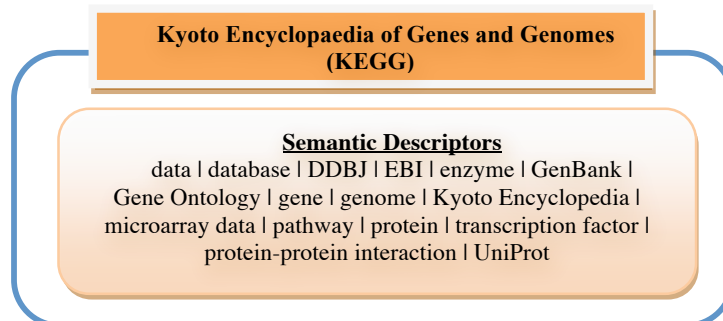 Kyoto Encyclopaedia of Genes and Genomes
(KEGG)
Semantic Descriptors
data | database | DDBJ | EBI | enzyme | GenBank |
Gene Ontology | gene | genome | Kyoto Encyclopedia |
microarray data | pathway | protein | transcription factor |
protein-protein interaction | UniProt